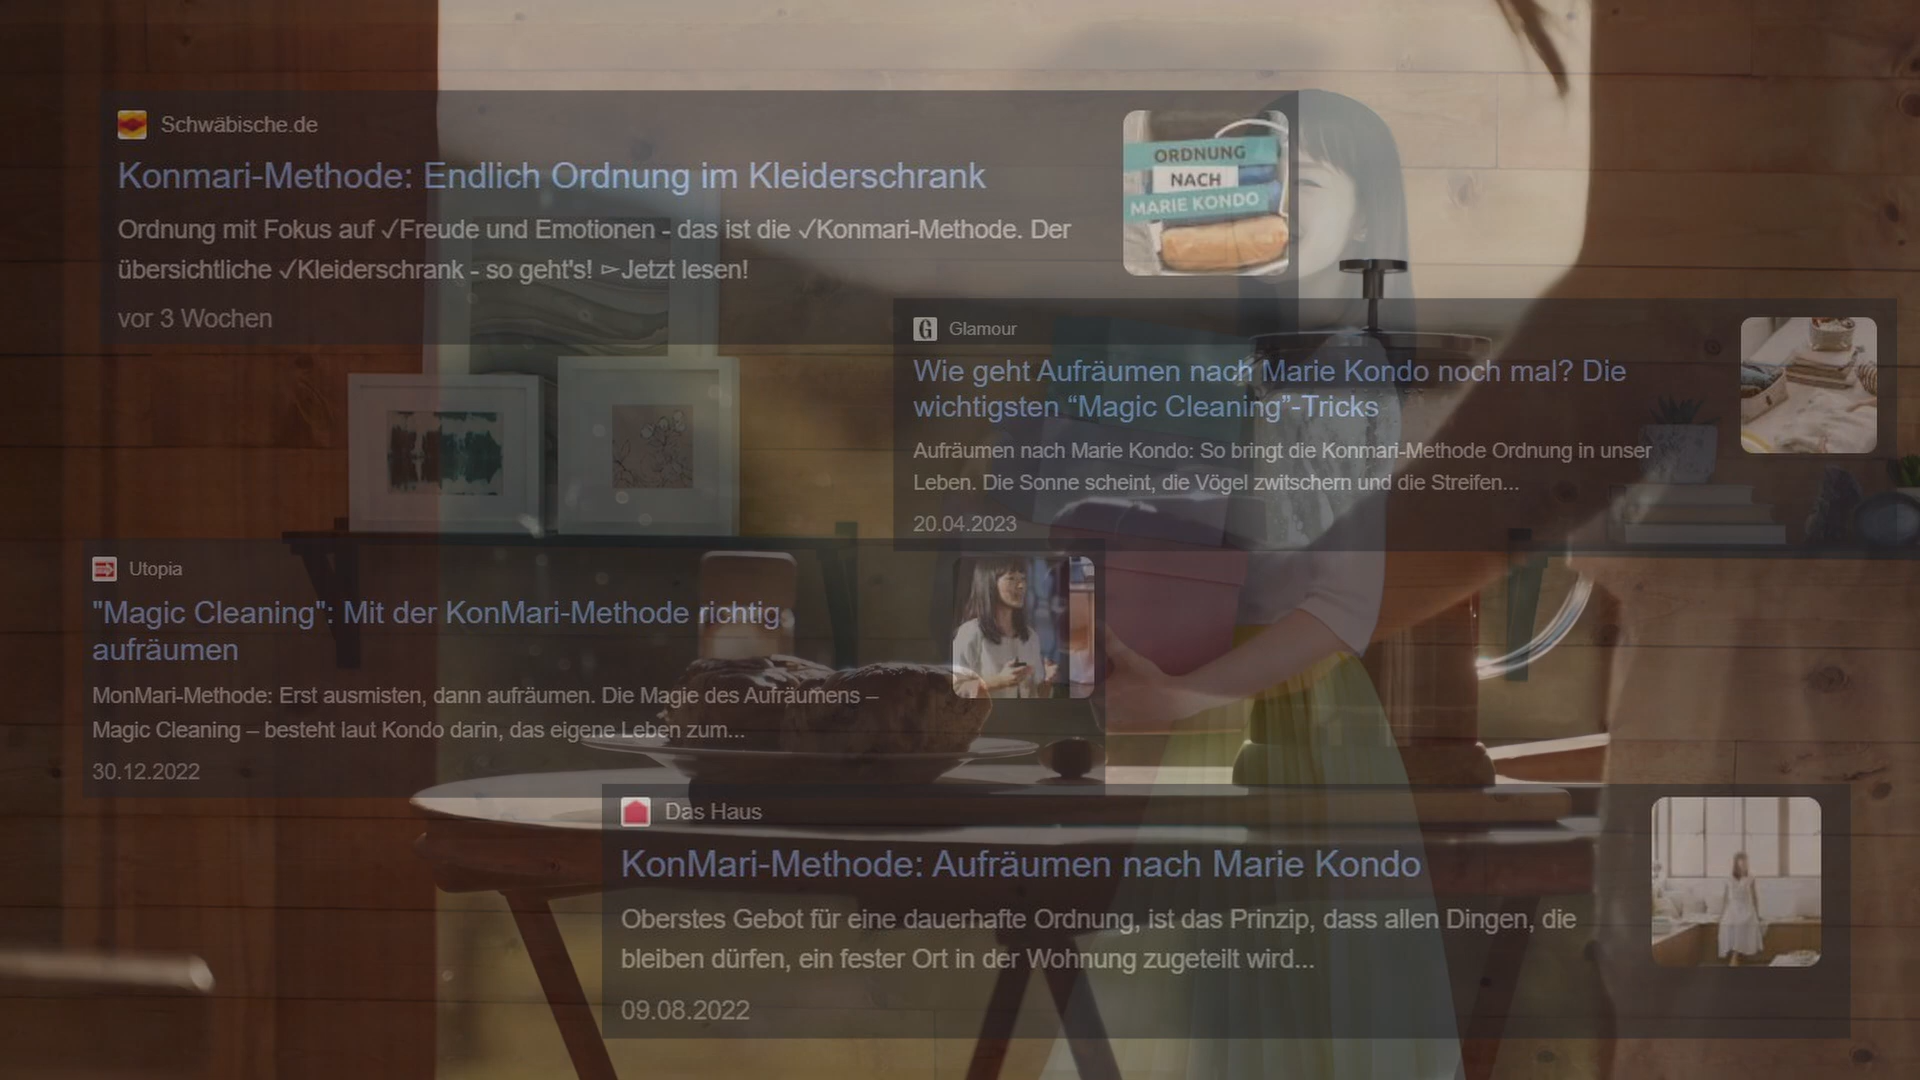 Schwäbische.de
Konmari-Methode: Endlich Ordnung im Kleiderschrank
Ordnung mit Fokus auf ✓Freude und Emotionen - das ist die ✓Konmari-Methode. Der
übersichtliche ✓Kleiderschrank - so geht's! ➳Jetzt lesen!
vor 3 Wochen
ORDNUNG
NACH
MARIE KONDO
G Glamour
Wie geht Aufräumen nach Marie Kondo noch mal? Die
wichtigsten “Magic Cleaning”-Tricks
Aufräumen nach Marie Kondo: So bringt die Konmari-Methode Ordnung in unser
Leben. Die Sonne scheint, die Vögel zwitschern und die Streifen...
20.04.2023
Utopia
"Magic Cleaning": Mit der KonMari-Methode richtig
aufräumen
MonMari-Methode: Erst ausmisten, dann aufräumen. Die Magie des Aufräumens –
Magic Cleaning – besteht laut Kondo darin, das eigene Leben zum...
30.12.2022
Das Haus
KonMari-Methode: Aufräumen nach Marie Kondo
Oberstes Gebot für eine dauerhafte Ordnung, ist das Prinzip, dass allen Dingen, die
bleiben dürfen, ein fester Ort in der Wohnung zugeteilt wird...
09.08.2022